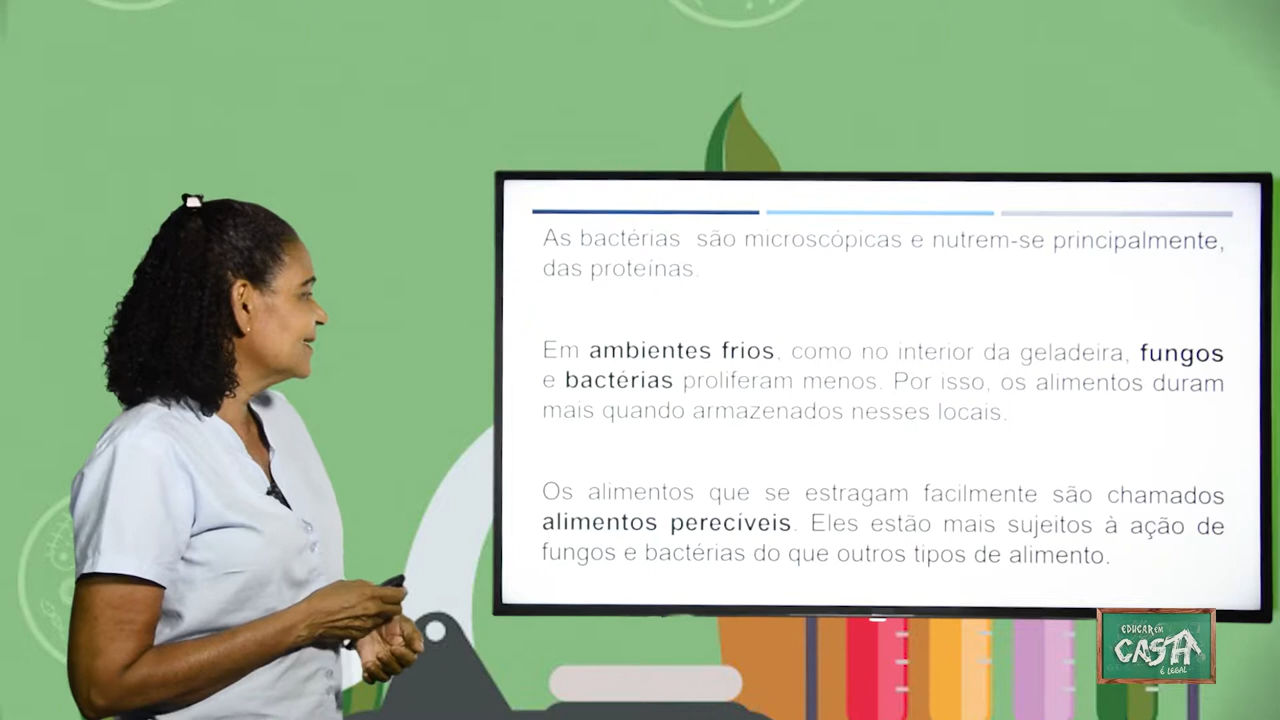 As bactérias são microscópicas e nutrem-se principalmente,
das proteínas.
Em ambientes frios, como no interior da geladeira, fungos
e bactérias proliferam menos. Por isso, os alimentos duram
mais quando armazenados nesses locais.
Os alimentos que se estragam facilmente são chamados
alimentos perecíveis. Eles estão mais sujeitos à ação de
fungos e bactérias do que outros tipos de alimento.
EDUCAR EM
CASA
É LEGAL